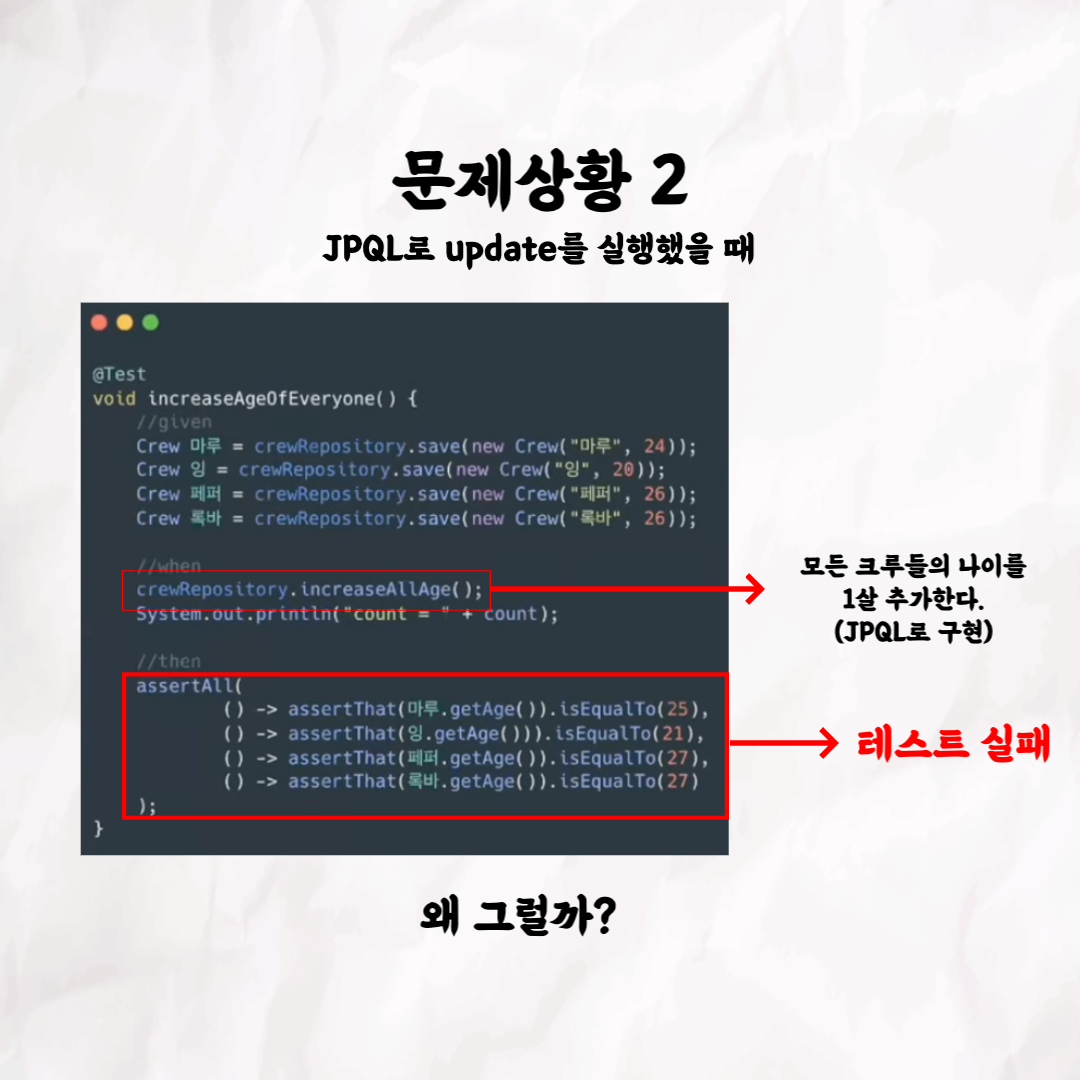 문제상황 2
JPQL로 update를 실행했을 때
@Test
void increaseAgeOfEveryone() {
//given
Crew 마루 = crewRepository.save(new Crew("마루", 24));
Crew 잉 = crewRepository.save(new Crew("잉", 20));
Crew 페퍼 = crewRepository.save(new Crew("페퍼", 26));
Crew 록바 = crewRepository.save(new Crew("록바", 26));
//when
crewRepository.increaseAllAge();
System.out.println("count = " + count);
모든 크루들의 나이를
1살 추가한다.
(JPQL로 구현)
//then
assertAll(
() -> assertThat(마루.getAge()).isEqualTo(25),
() -> assertThat(잉.getAge())).isEqualTo(21),
() -> assertThat(페퍼.getAge()).isEqualTo(27),
() -> assertThat(록바.getAge()).isEqualTo(27)
);
}
테스트 실패
왜 그럴까?